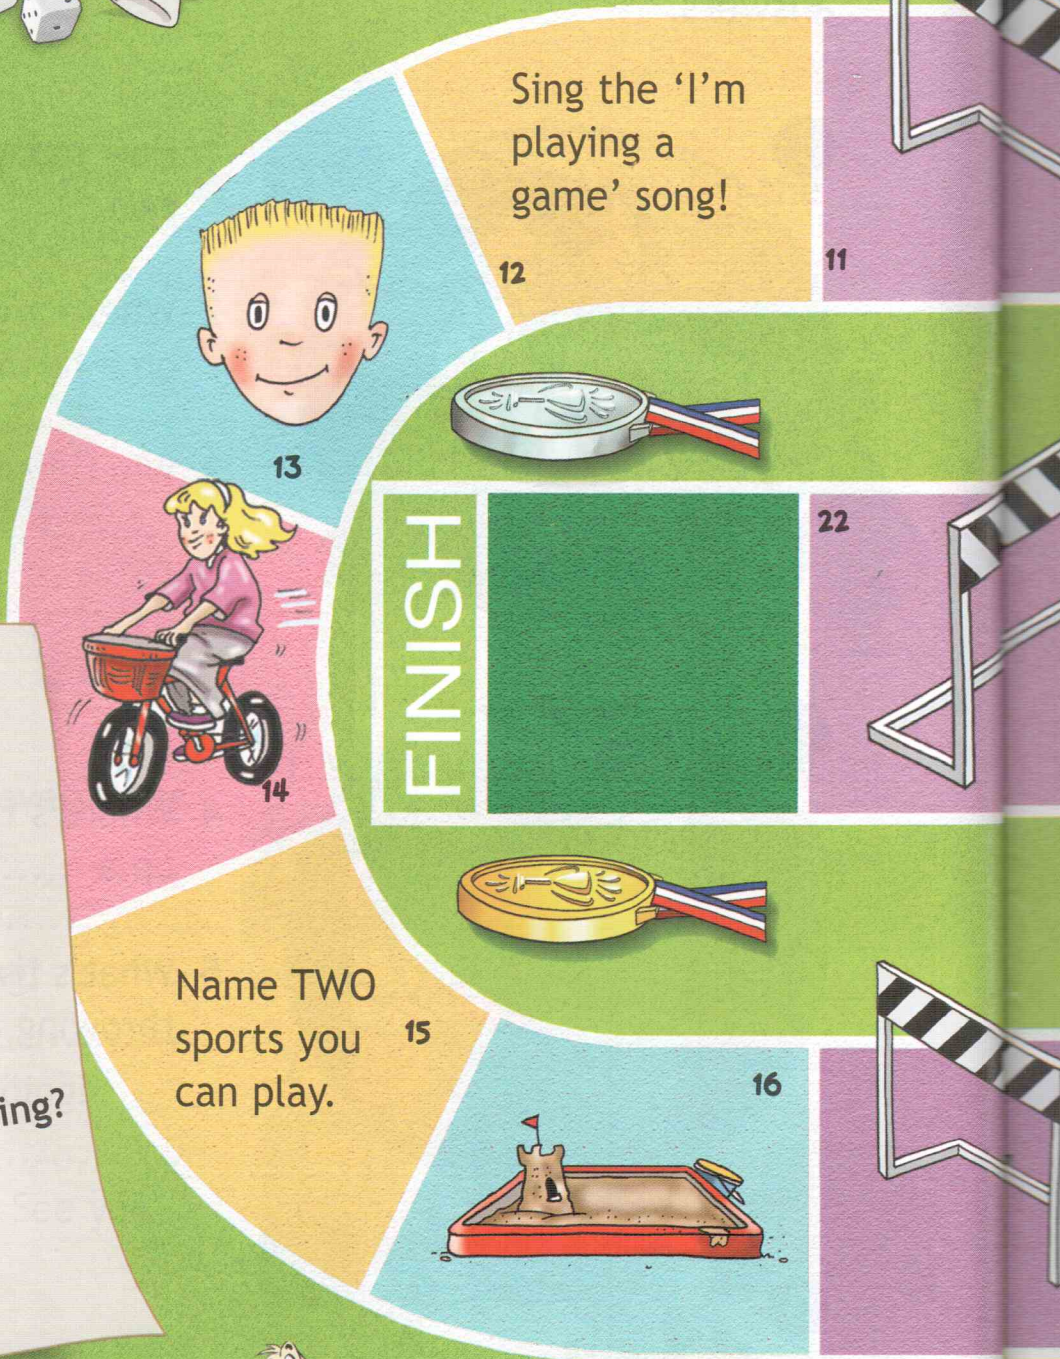 Sing the ‘I’m
playing a
game’ song!
12
11
13
22
FINISH
14
Name TWO
sports you
can play.
15
16
ing?